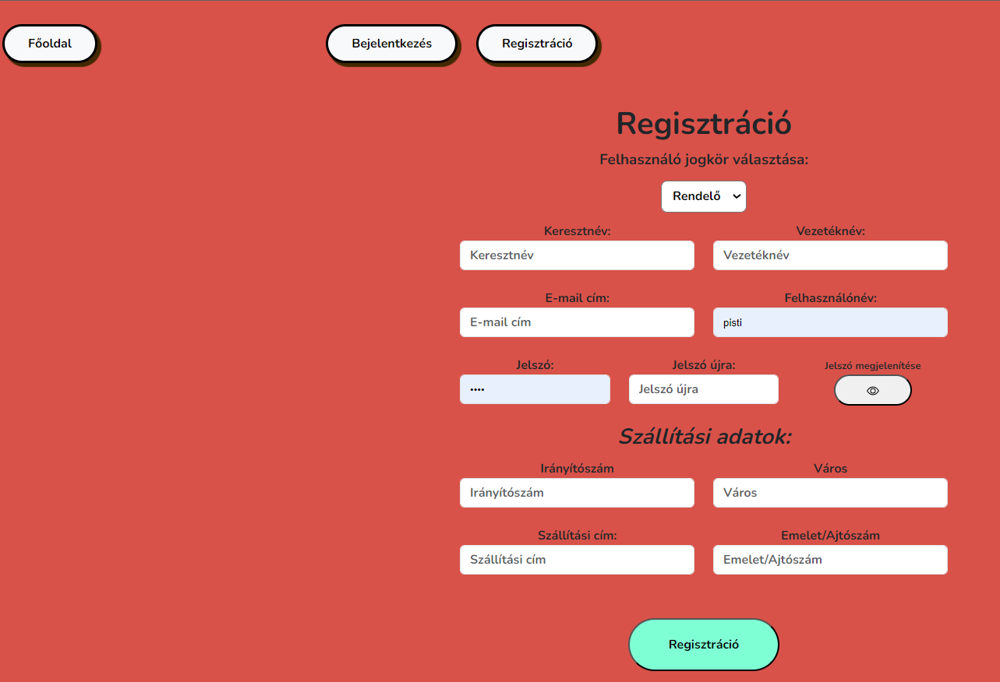 Főoldal Bejelentkezés Regisztráció
Regisztráció
Felhasználó jogkör választása:
Rendelő
Keresztnév: Vezetéknév:
Keresztnév Vezetéknév
E-mail cím: Felhasználónév:
E-mail cím pisti
Jelszó: Jelszó újra: Jelszó megjelenítése
•••• Jelszó újra
Szállítási adatok:
Irányítószám Város
Irányítószám Város
Szállítási cím: Emelet/Ajtószám
Szállítási cím Emelet/Ajtószám
Regisztráció